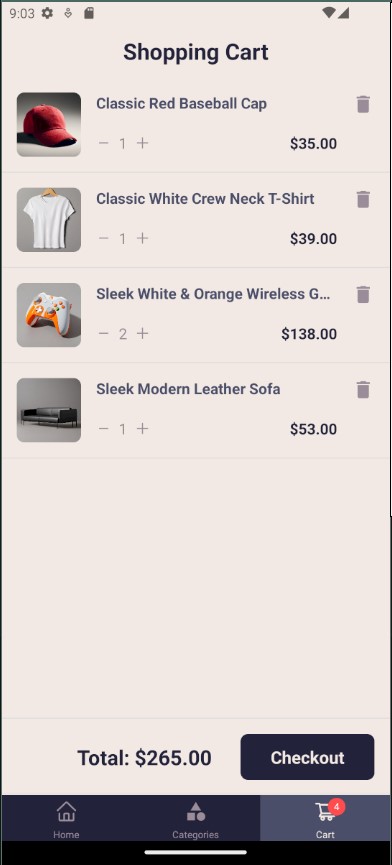 9:03
Shopping Cart
Classic Red Baseball Cap
− 1 + $35.00
Classic White Crew Neck T-Shirt
− 1 + $39.00
Sleek White & Orange Wireless G...
− 2 + $138.00
Sleek Modern Leather Sofa
− 1 + $53.00
Total: $265.00 Checkout
4
Home Categories Cart